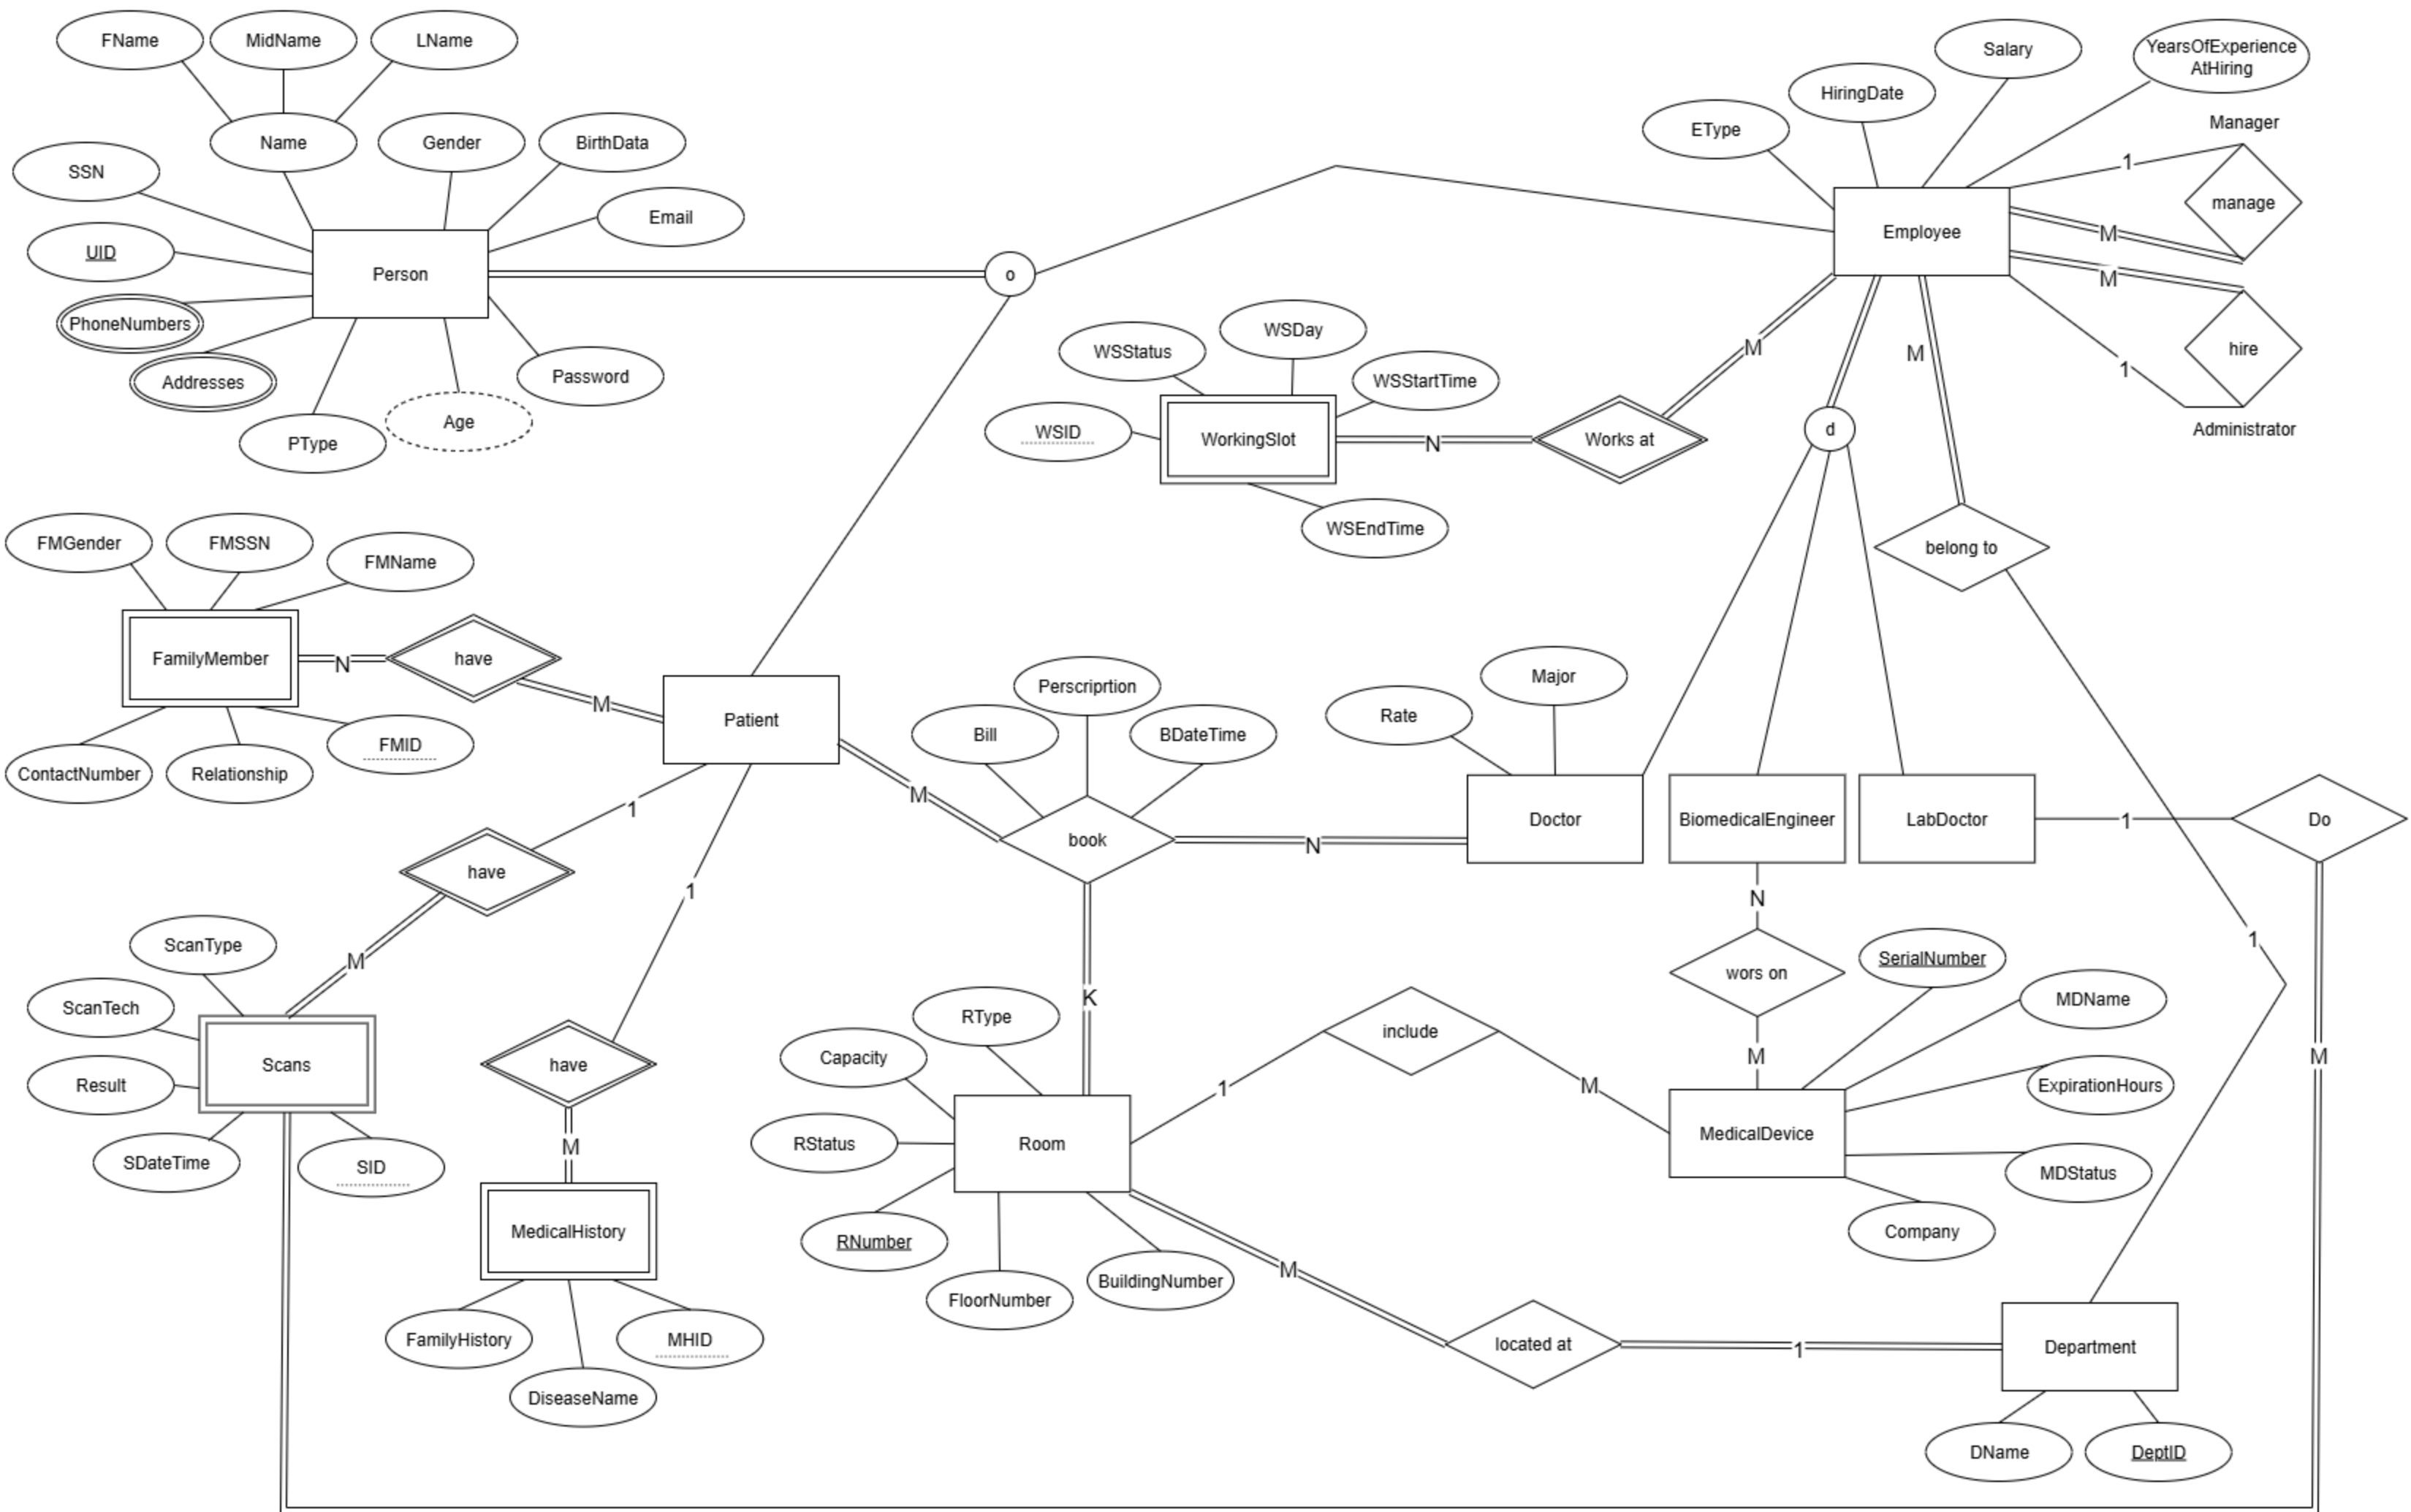 FName
MidName
LName
Name
Gender
BirthData
SSN
UID
Email
Person
PhoneNumbers
Addresses
PType
Age
Password
o
Salary
YearsOfExperience
AtHiring
HiringDate
EType
Manager
1
manage
Employee
M
M
hire
1
Administrator
WSDay
WSStatus
WSStartTime
WSID
WorkingSlot
N
Works at
M
WSEndTime
d
M
belong to
FMGender
FMSSN
FMName
FamilyMember
N
have
M
ContactNumber
Relationship
FMID
Patient
Perscriprtion
Bill
BDateTime
M
book
N
Rate
Major
Doctor
BiomedicalEngineer
LabDoctor
1
Do
1
have
M
1
ScanType
ScanTech
Result
Scans
SDateTime
SID
have
M
MedicalHistory
FamilyHistory
MHID
DiseaseName
K
RType
Capacity
RStatus
Room
RNumber
FloorNumber
BuildingNumber
1
include
M
N
wors on
M
SerialNumber
MDName
ExpirationHours
MedicalDevice
MDStatus
Company
1
M
M
located at
1
Department
DName
DeptID